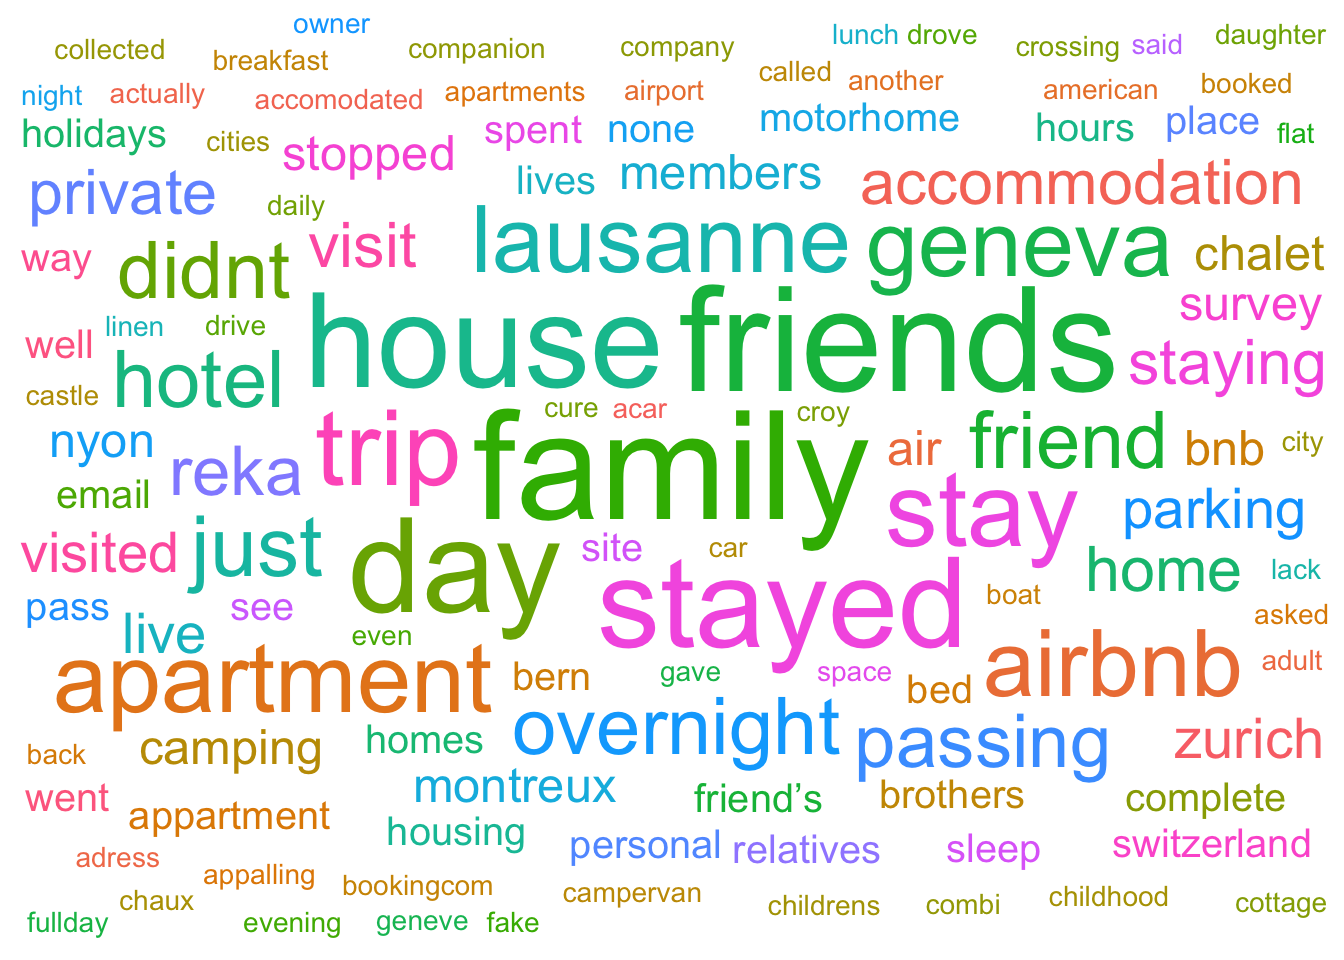 owner
collected breakfast companion company lunch drove crossing said daughter
night actually accomodated apartments airport called another american booked
holidays cities stopped spent none motorhome hours place flat
private daily visit lives members accommodation
way didnt lausanne geneva chalet
well linen drive house friends survey
castle hotel cure acar croy staying
nyon reka trip family air friend bnb city
email just day site car stay parking
visited stayed home lack
pass live see even boat asked
apartment bern gave space bed airbnb adult
back camping homes overnight passing zurich
went appartment montreux friend’s brothers complete
adress housing personal relatives sleep switzerland
chaux appalling bookingcom campervan childrens combi childhood cottage
fullday evening geneve fake